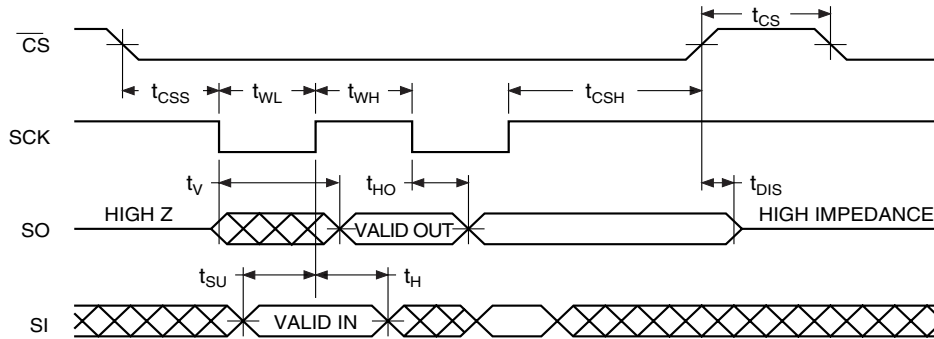 t_CS
C̅S̅
t_CSS t_WL t_WH t_CSH
SCK
t_V t_HO t_DIS
HIGH Z VALID OUT HIGH IMPEDANCE
SO
t_SU t_H
SI VALID IN